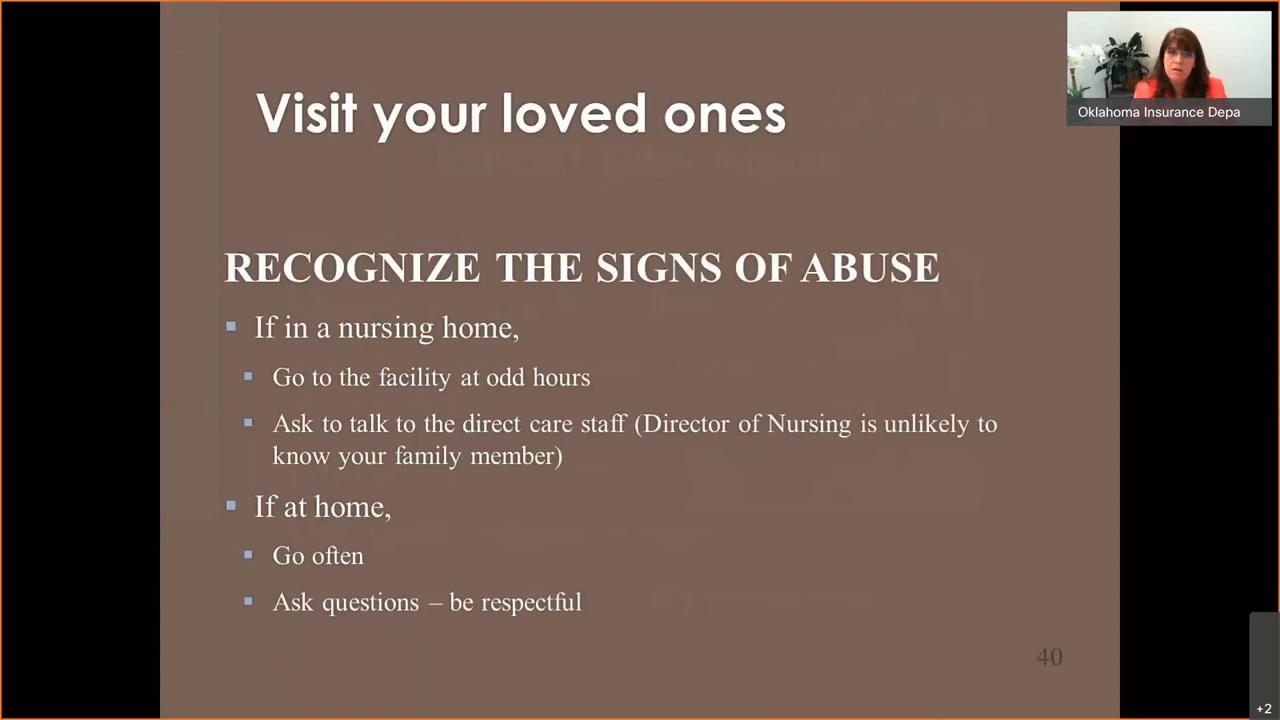 Visit your loved ones
Oklahoma Insurance Depa
RECOGNIZE THE SIGNS OF ABUSE
If in a nursing home,
Go to the facility at odd hours
Ask to talk to the direct care staff (Director of Nursing is unlikely to
know your family member)
If at home,
Go often
Ask questions – be respectful
40
+2